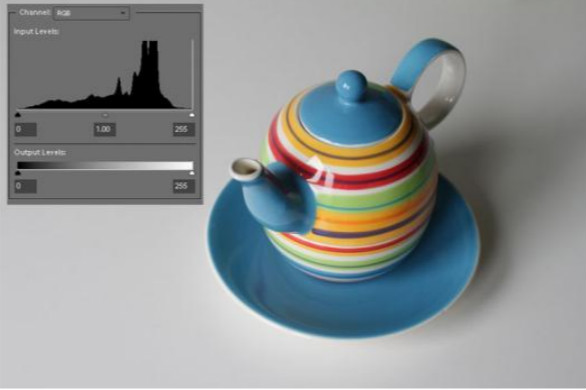 Channel: RGB
Input Levels:
0 1.00 255
Output Levels:
0 255